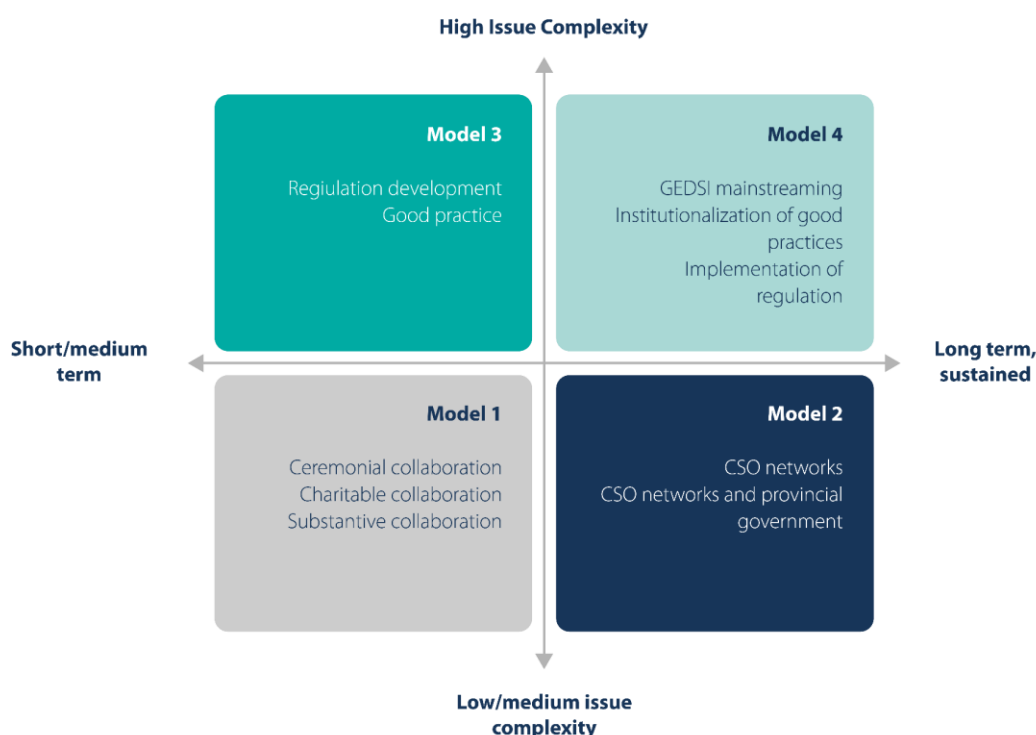 High Issue Complexity
Model 3
Regiulation development
Good practice
Model 4
GEDSI mainstreaming
Institutionalization of good
practices
Implementation of
regulation
Short/medium
term
Long term,
sustained
Model 1
Ceremonial collaboration
Charitable collaboration
Substantive collaboration
Model 2
CSO networks
CSO networks and provincial
government
Low/medium issue
complexity